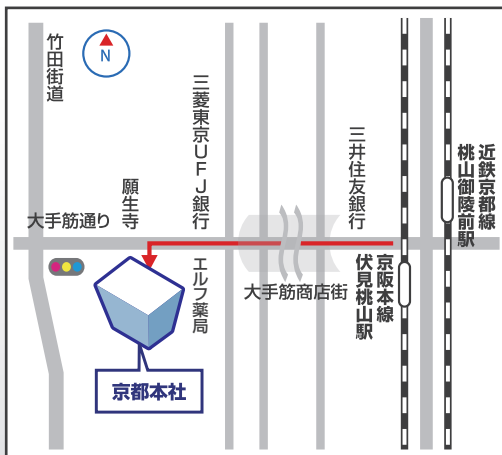 竹田街道
N
三菱東京UFJ銀行
三井住友銀行
近鉄京都線
桃山御陵前駅
願生寺
大手筋通り
エルフ薬局
大手筋商店街
京阪本線
伏見桃山駅
京都本社